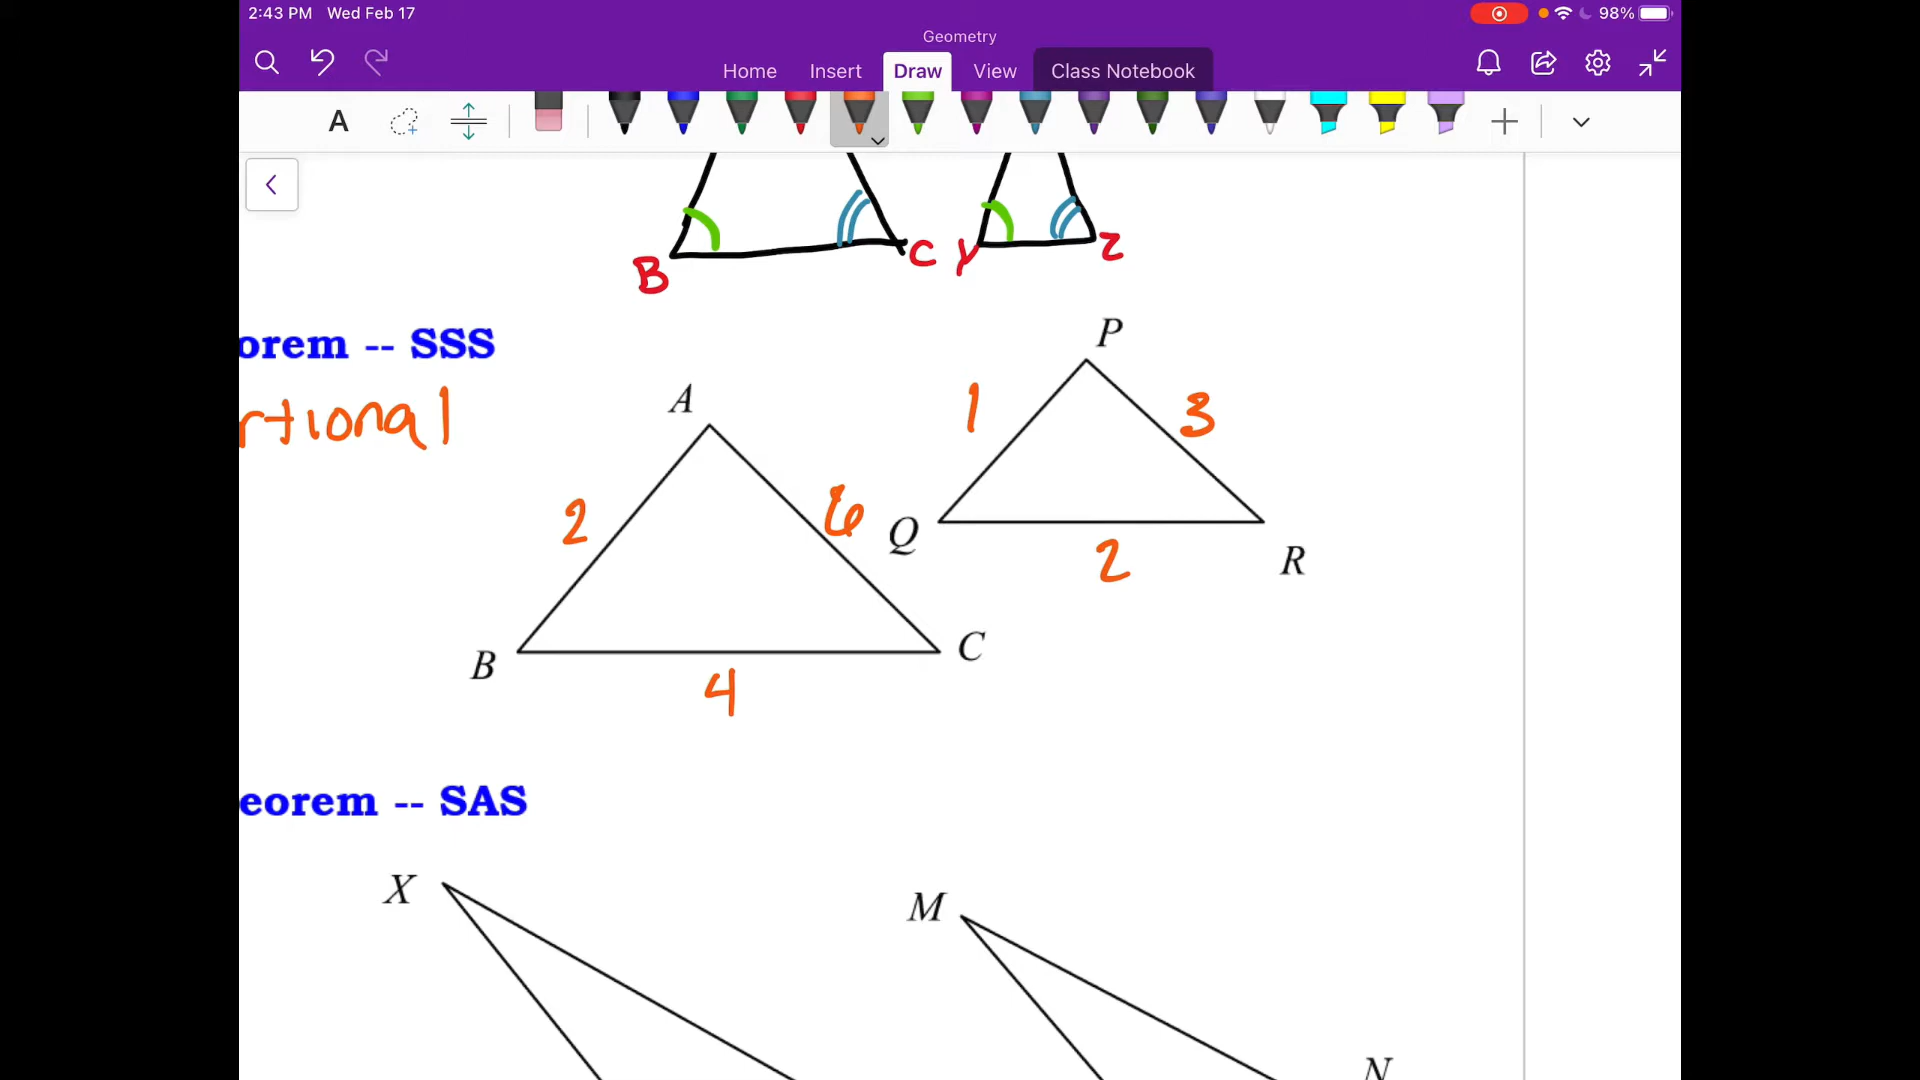 2:43 PM Wed Feb 17
98%
Geometry
Home Insert Draw View Class Notebook
A
B C Y Z
orem -- SSS
rtional
P
1 3
A
2 6
Q
2
R
B C
4
eorem -- SAS
X
M
N